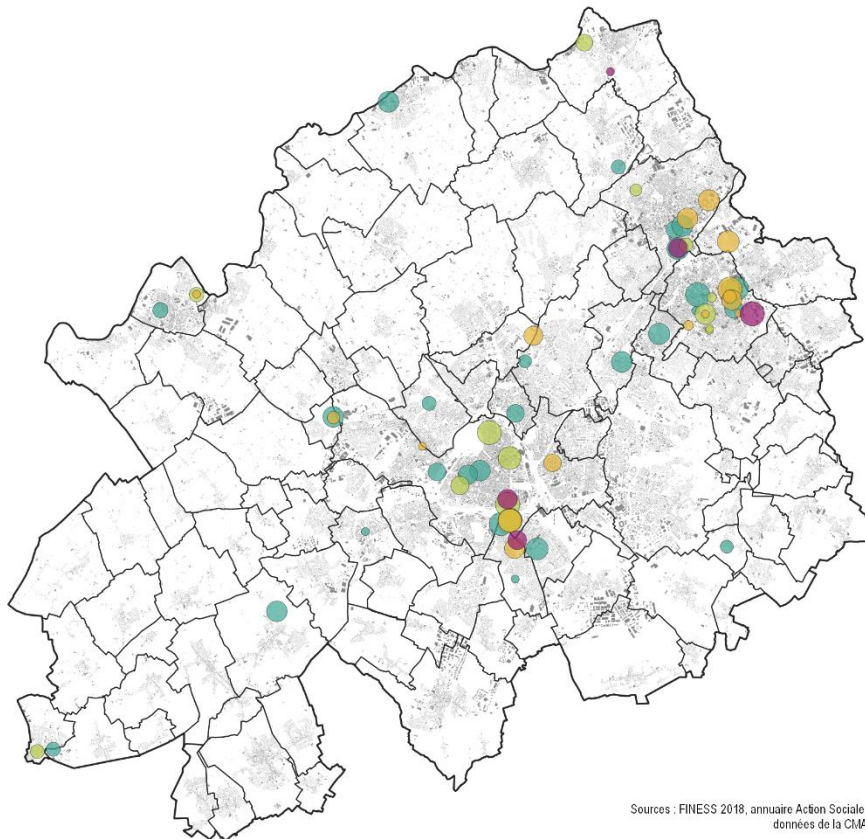 Sources : FINESS 2018, annuaire Action Sociale
données de la CMA